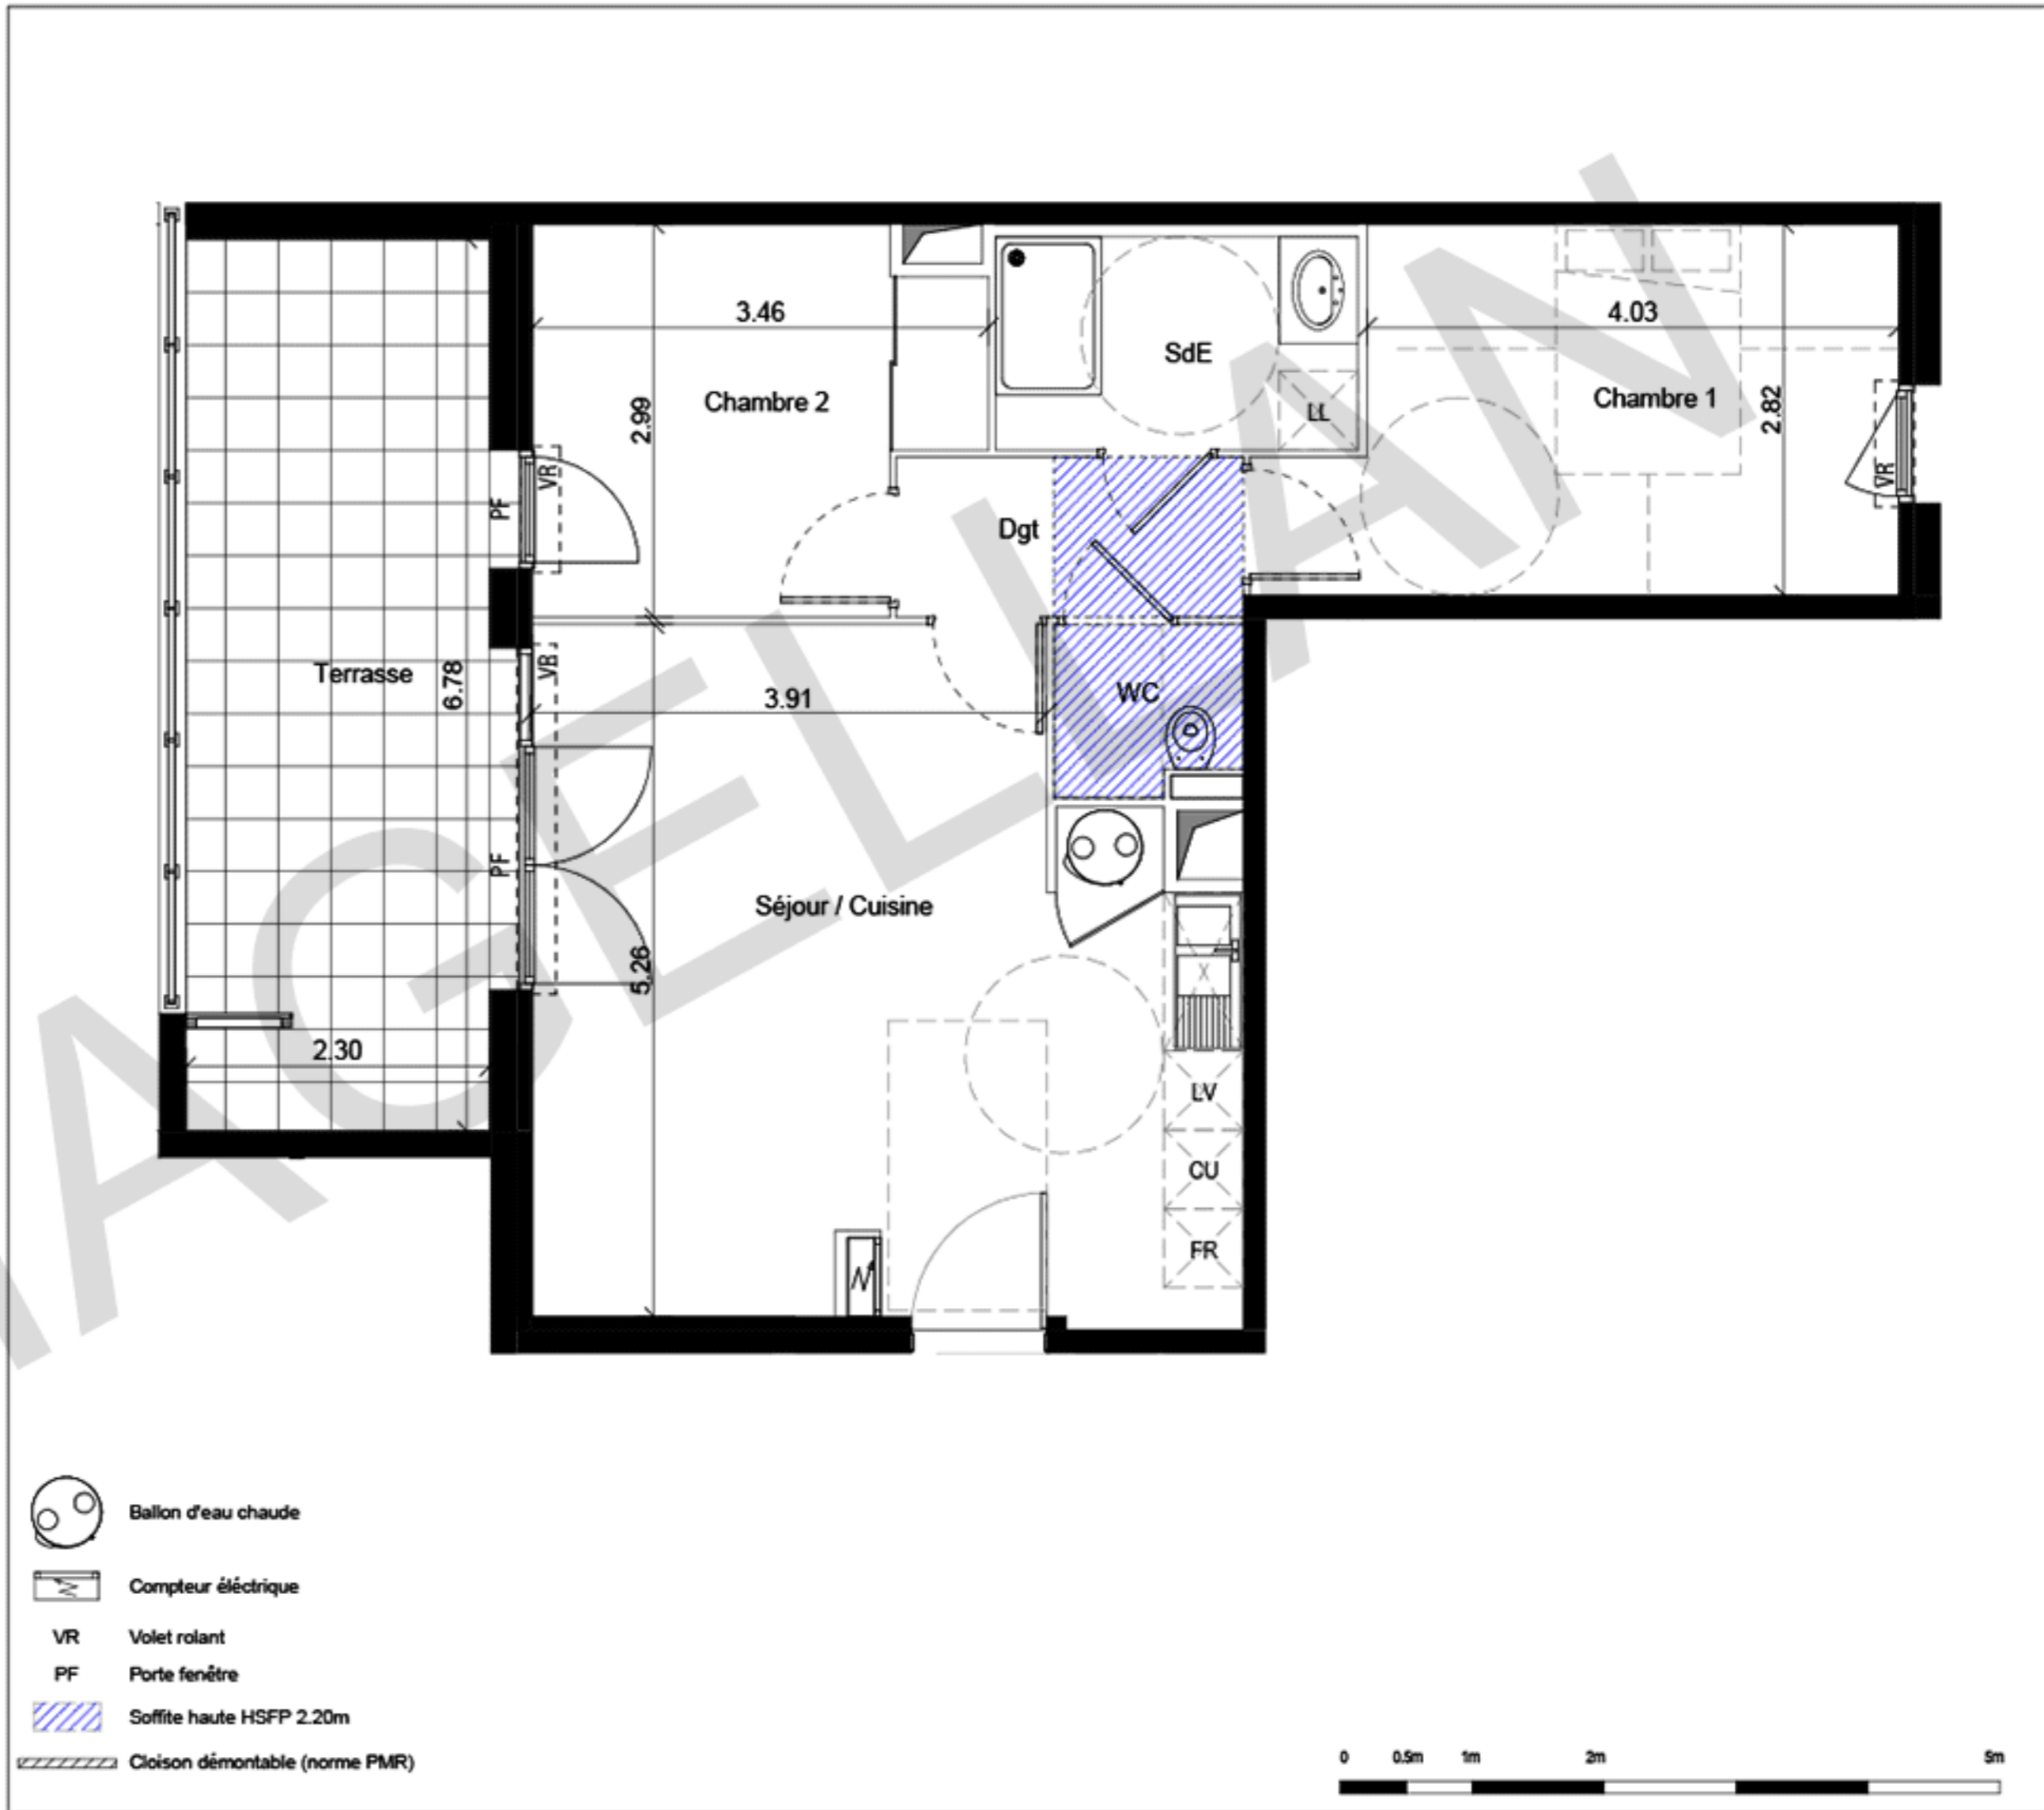 3.46
4.03
SdE
Chambre 2
2.99
LL
Chambre 1
2.82
VR
PF
VR
Dgt
Terrasse
6.78
VR
3.91
WC
PF
Séjour / Cuisine
5.26
2.30
LV
CU
FR
AGELLAN
Ballon d'eau chaude
Compteur éléctrique
VR Volet rolant
PF Porte fenêtre
Soffite haute HSFP 2.20m
Cloison démontable (norme PMR)
0 0.5m 1m 2m 5m